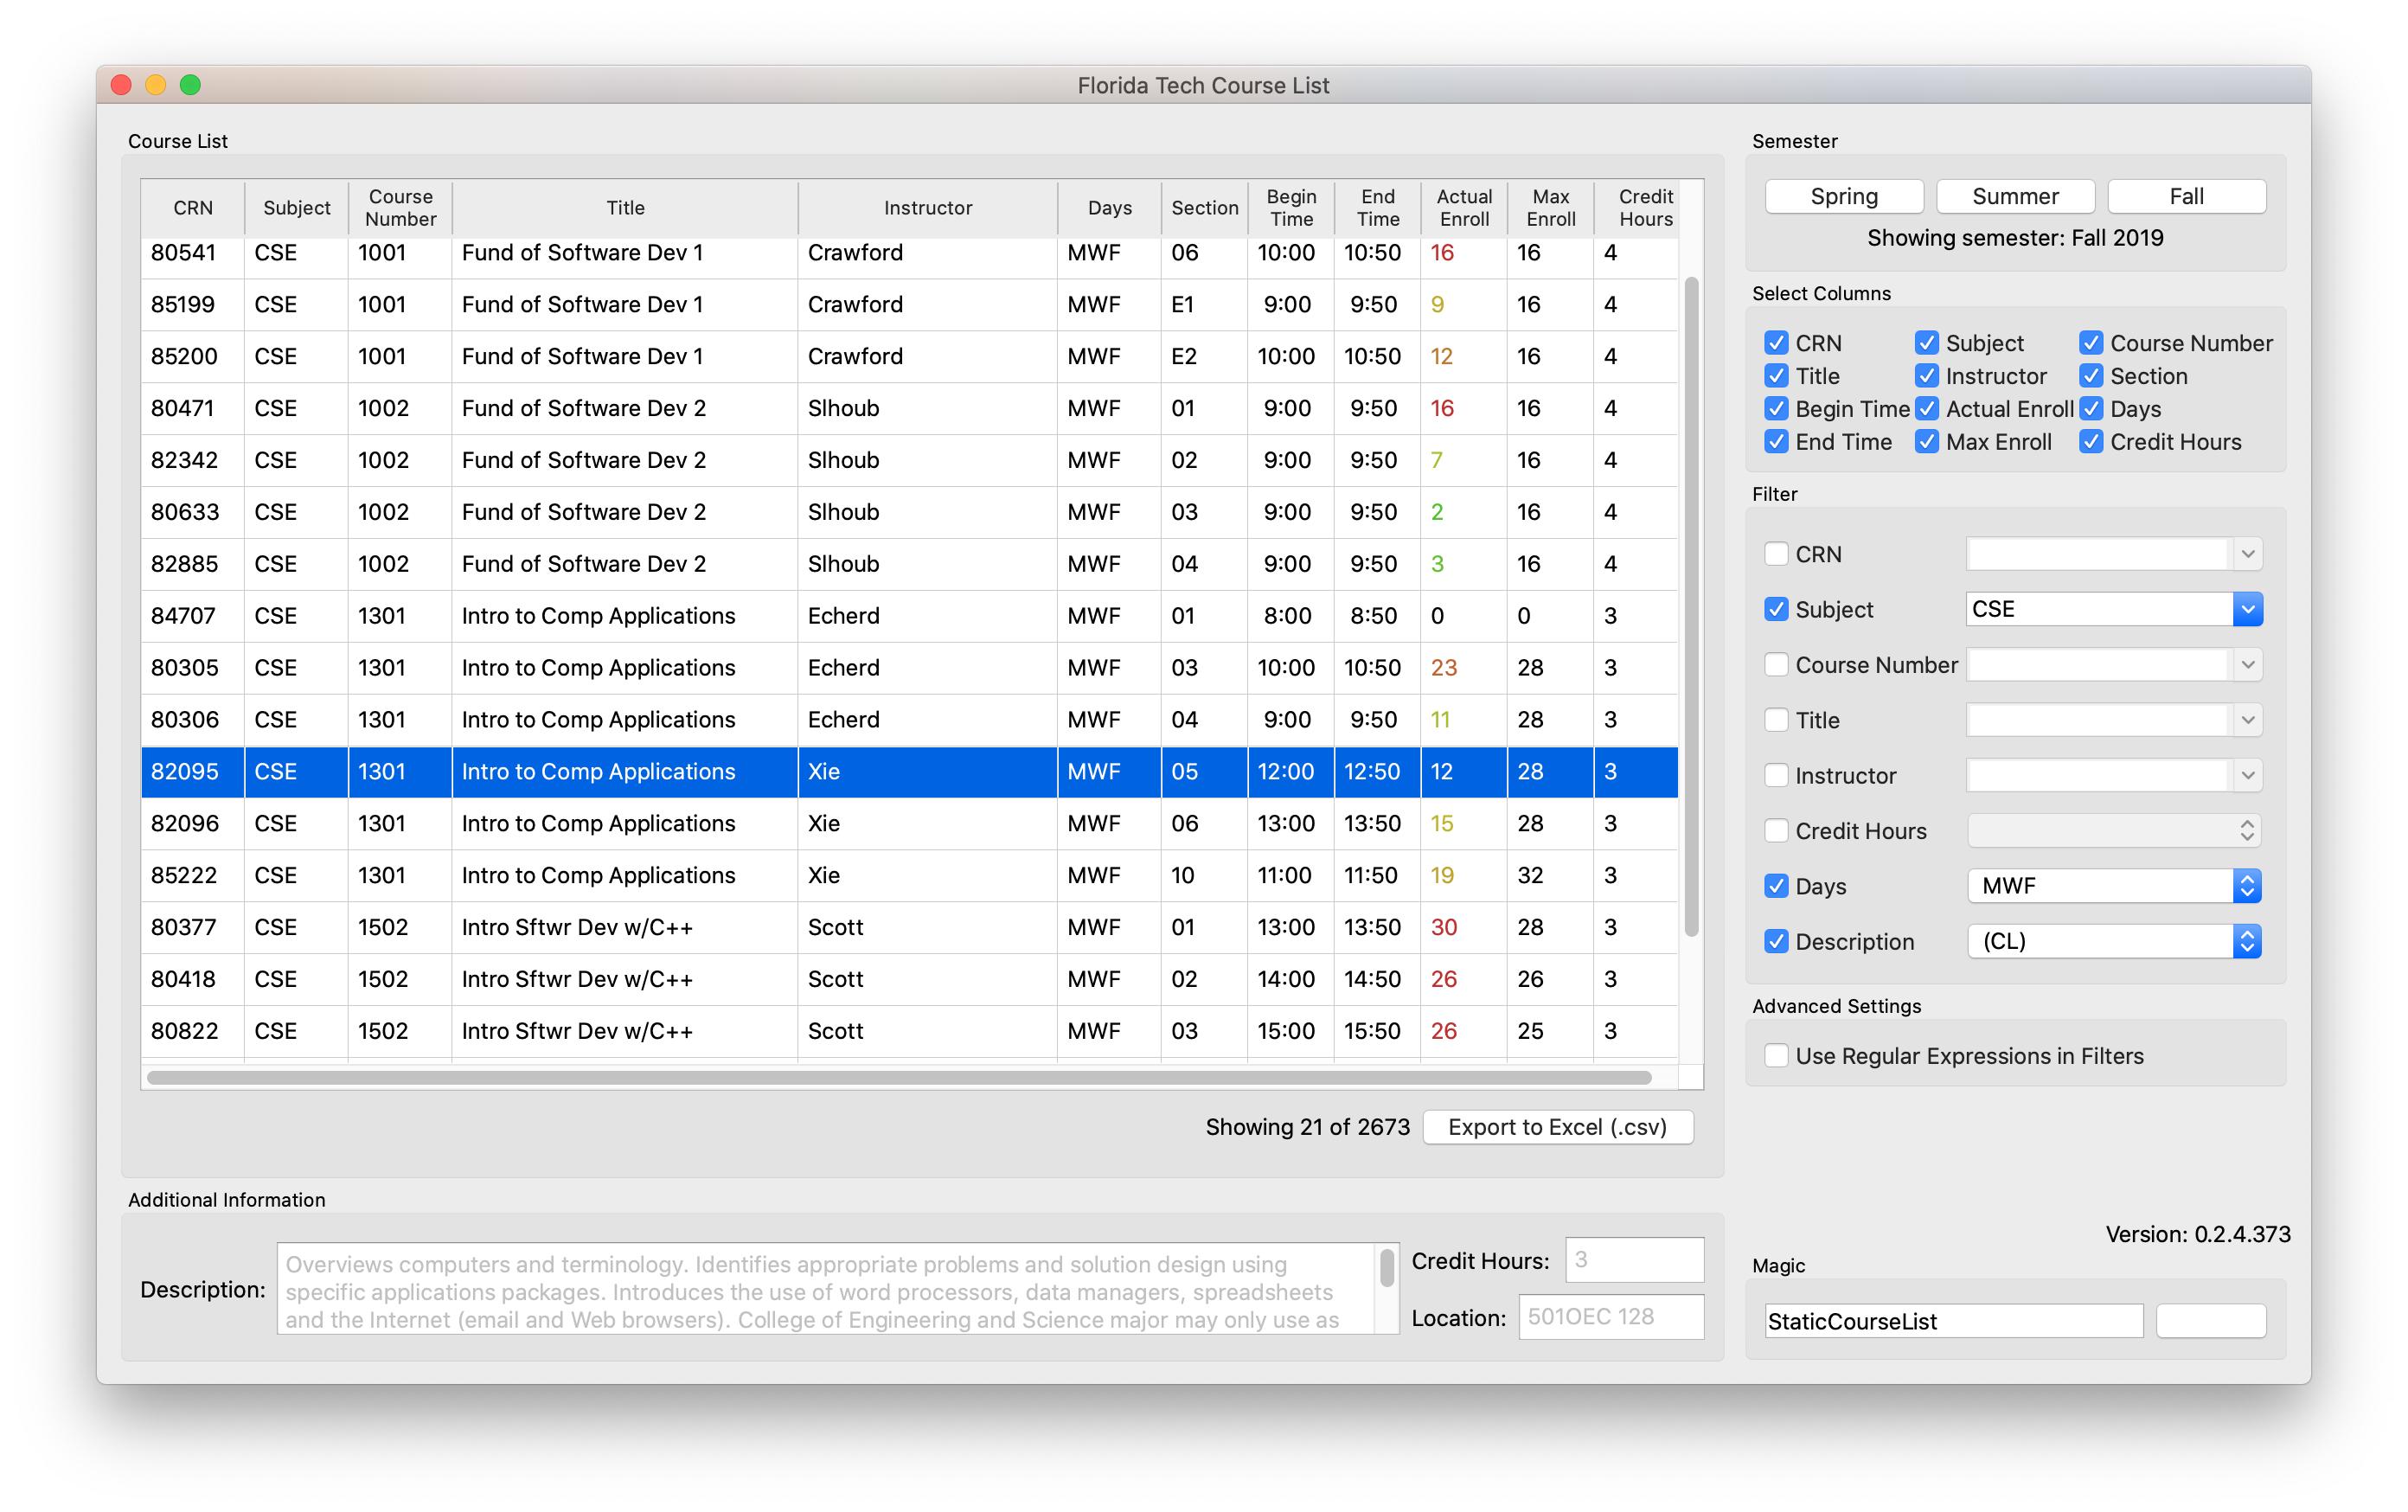 Florida Tech Course List
Course List
CRN Subject Course Number Title Instructor Days Section Begin Time End Time Actual Enroll Max Enroll Credit Hours
80541 CSE 1001 Fund of Software Dev 1 Crawford MWF 06 10:00 10:50 16 16 4
85199 CSE 1001 Fund of Software Dev 1 Crawford MWF E1 9:00 9:50 9 16 4
85200 CSE 1001 Fund of Software Dev 1 Crawford MWF E2 10:00 10:50 12 16 4
80471 CSE 1002 Fund of Software Dev 2 Slhoub MWF 01 9:00 9:50 16 16 4
82342 CSE 1002 Fund of Software Dev 2 Slhoub MWF 02 9:00 9:50 7 16 4
80633 CSE 1002 Fund of Software Dev 2 Slhoub MWF 03 9:00 9:50 2 16 4
82885 CSE 1002 Fund of Software Dev 2 Slhoub MWF 04 9:00 9:50 3 16 4
84707 CSE 1301 Intro to Comp Applications Echerd MWF 01 8:00 8:50 0 0 3
80305 CSE 1301 Intro to Comp Applications Echerd MWF 03 10:00 10:50 23 28 3
80306 CSE 1301 Intro to Comp Applications Echerd MWF 04 9:00 9:50 11 28 3
82095 CSE 1301 Intro to Comp Applications Xie MWF 05 12:00 12:50 12 28 3
82096 CSE 1301 Intro to Comp Applications Xie MWF 06 13:00 13:50 15 28 3
85222 CSE 1301 Intro to Comp Applications Xie MWF 10 11:00 11:50 19 32 3
80377 CSE 1502 Intro Sftwr Dev w/C++ Scott MWF 01 13:00 13:50 30 28 3
80418 CSE 1502 Intro Sftwr Dev w/C++ Scott MWF 02 14:00 14:50 26 26 3
80822 CSE 1502 Intro Sftwr Dev w/C++ Scott MWF 03 15:00 15:50 26 25 3
Showing 21 of 2673 Export to Excel (.csv)
Additional Information
Description:
Overviews computers and terminology. Identifies appropriate problems and solution design using
specific applications packages. Introduces the use of word processors, data managers, spreadsheets
and the Internet (email and Web browsers). College of Engineering and Science major may only use as
Credit Hours: 3
Location: 501OEC 128
Semester
Spring Summer Fall
Showing semester: Fall 2019
Select Columns
CRN Subject Course Number
Title Instructor Section
Begin Time Actual Enroll Days
End Time Max Enroll Credit Hours
Filter
CRN
Subject CSE
Course Number
Title
Instructor
Credit Hours
Days MWF
Description (CL)
Advanced Settings
Use Regular Expressions in Filters
Version: 0.2.4.373
Magic
StaticCourseList